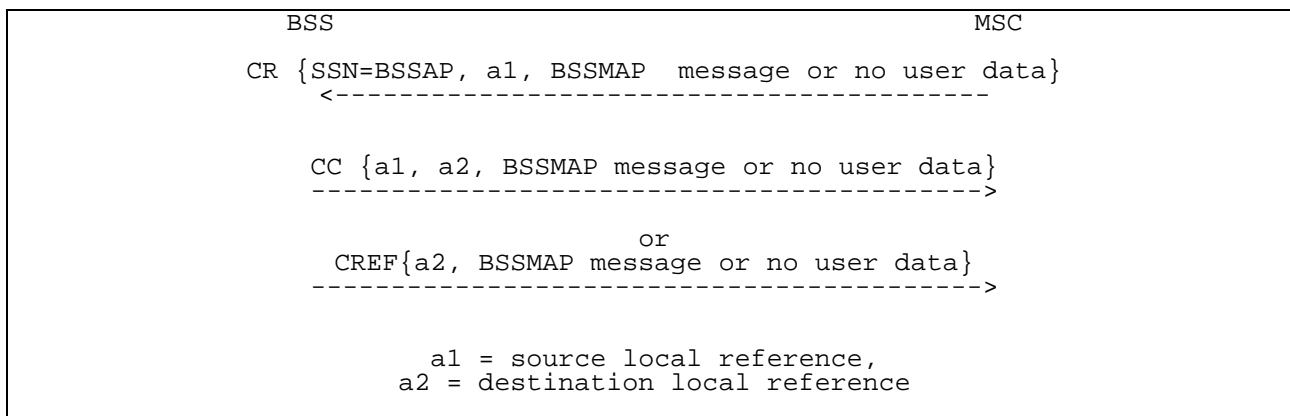 BSS MSC
CR {SSN=BSSAP, a1, BSSMAP  message or no user data}
<-----------------------------------------
CC {a1, a2, BSSMAP message or no user data}
------------------------------------------>
or
CREF{a2, BSSMAP message or no user data}
------------------------------------------>
a1 = source local reference,
a2 = destination local reference